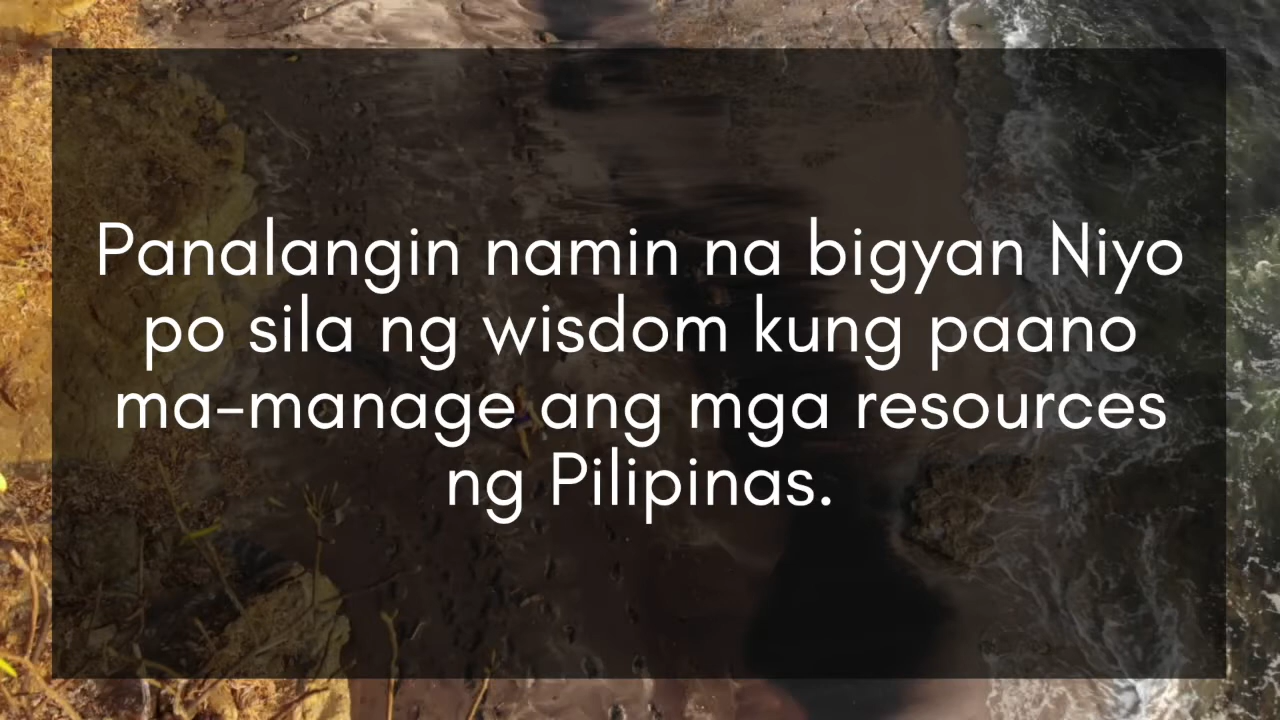 Panalangin namin na bigyan Niyo
po sila ng wisdom kung paano
ma-manage ang mga resources
ng Pilipinas.